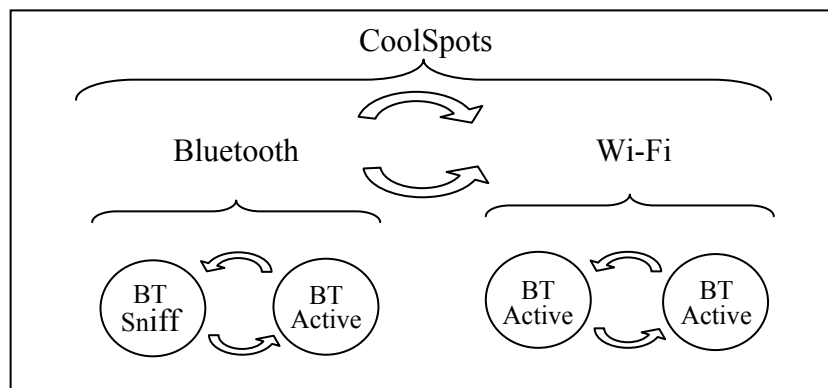 CoolSpots
Bluetooth
Wi-Fi
BT
Sniff
BT
Active
BT
Active
BT
Active